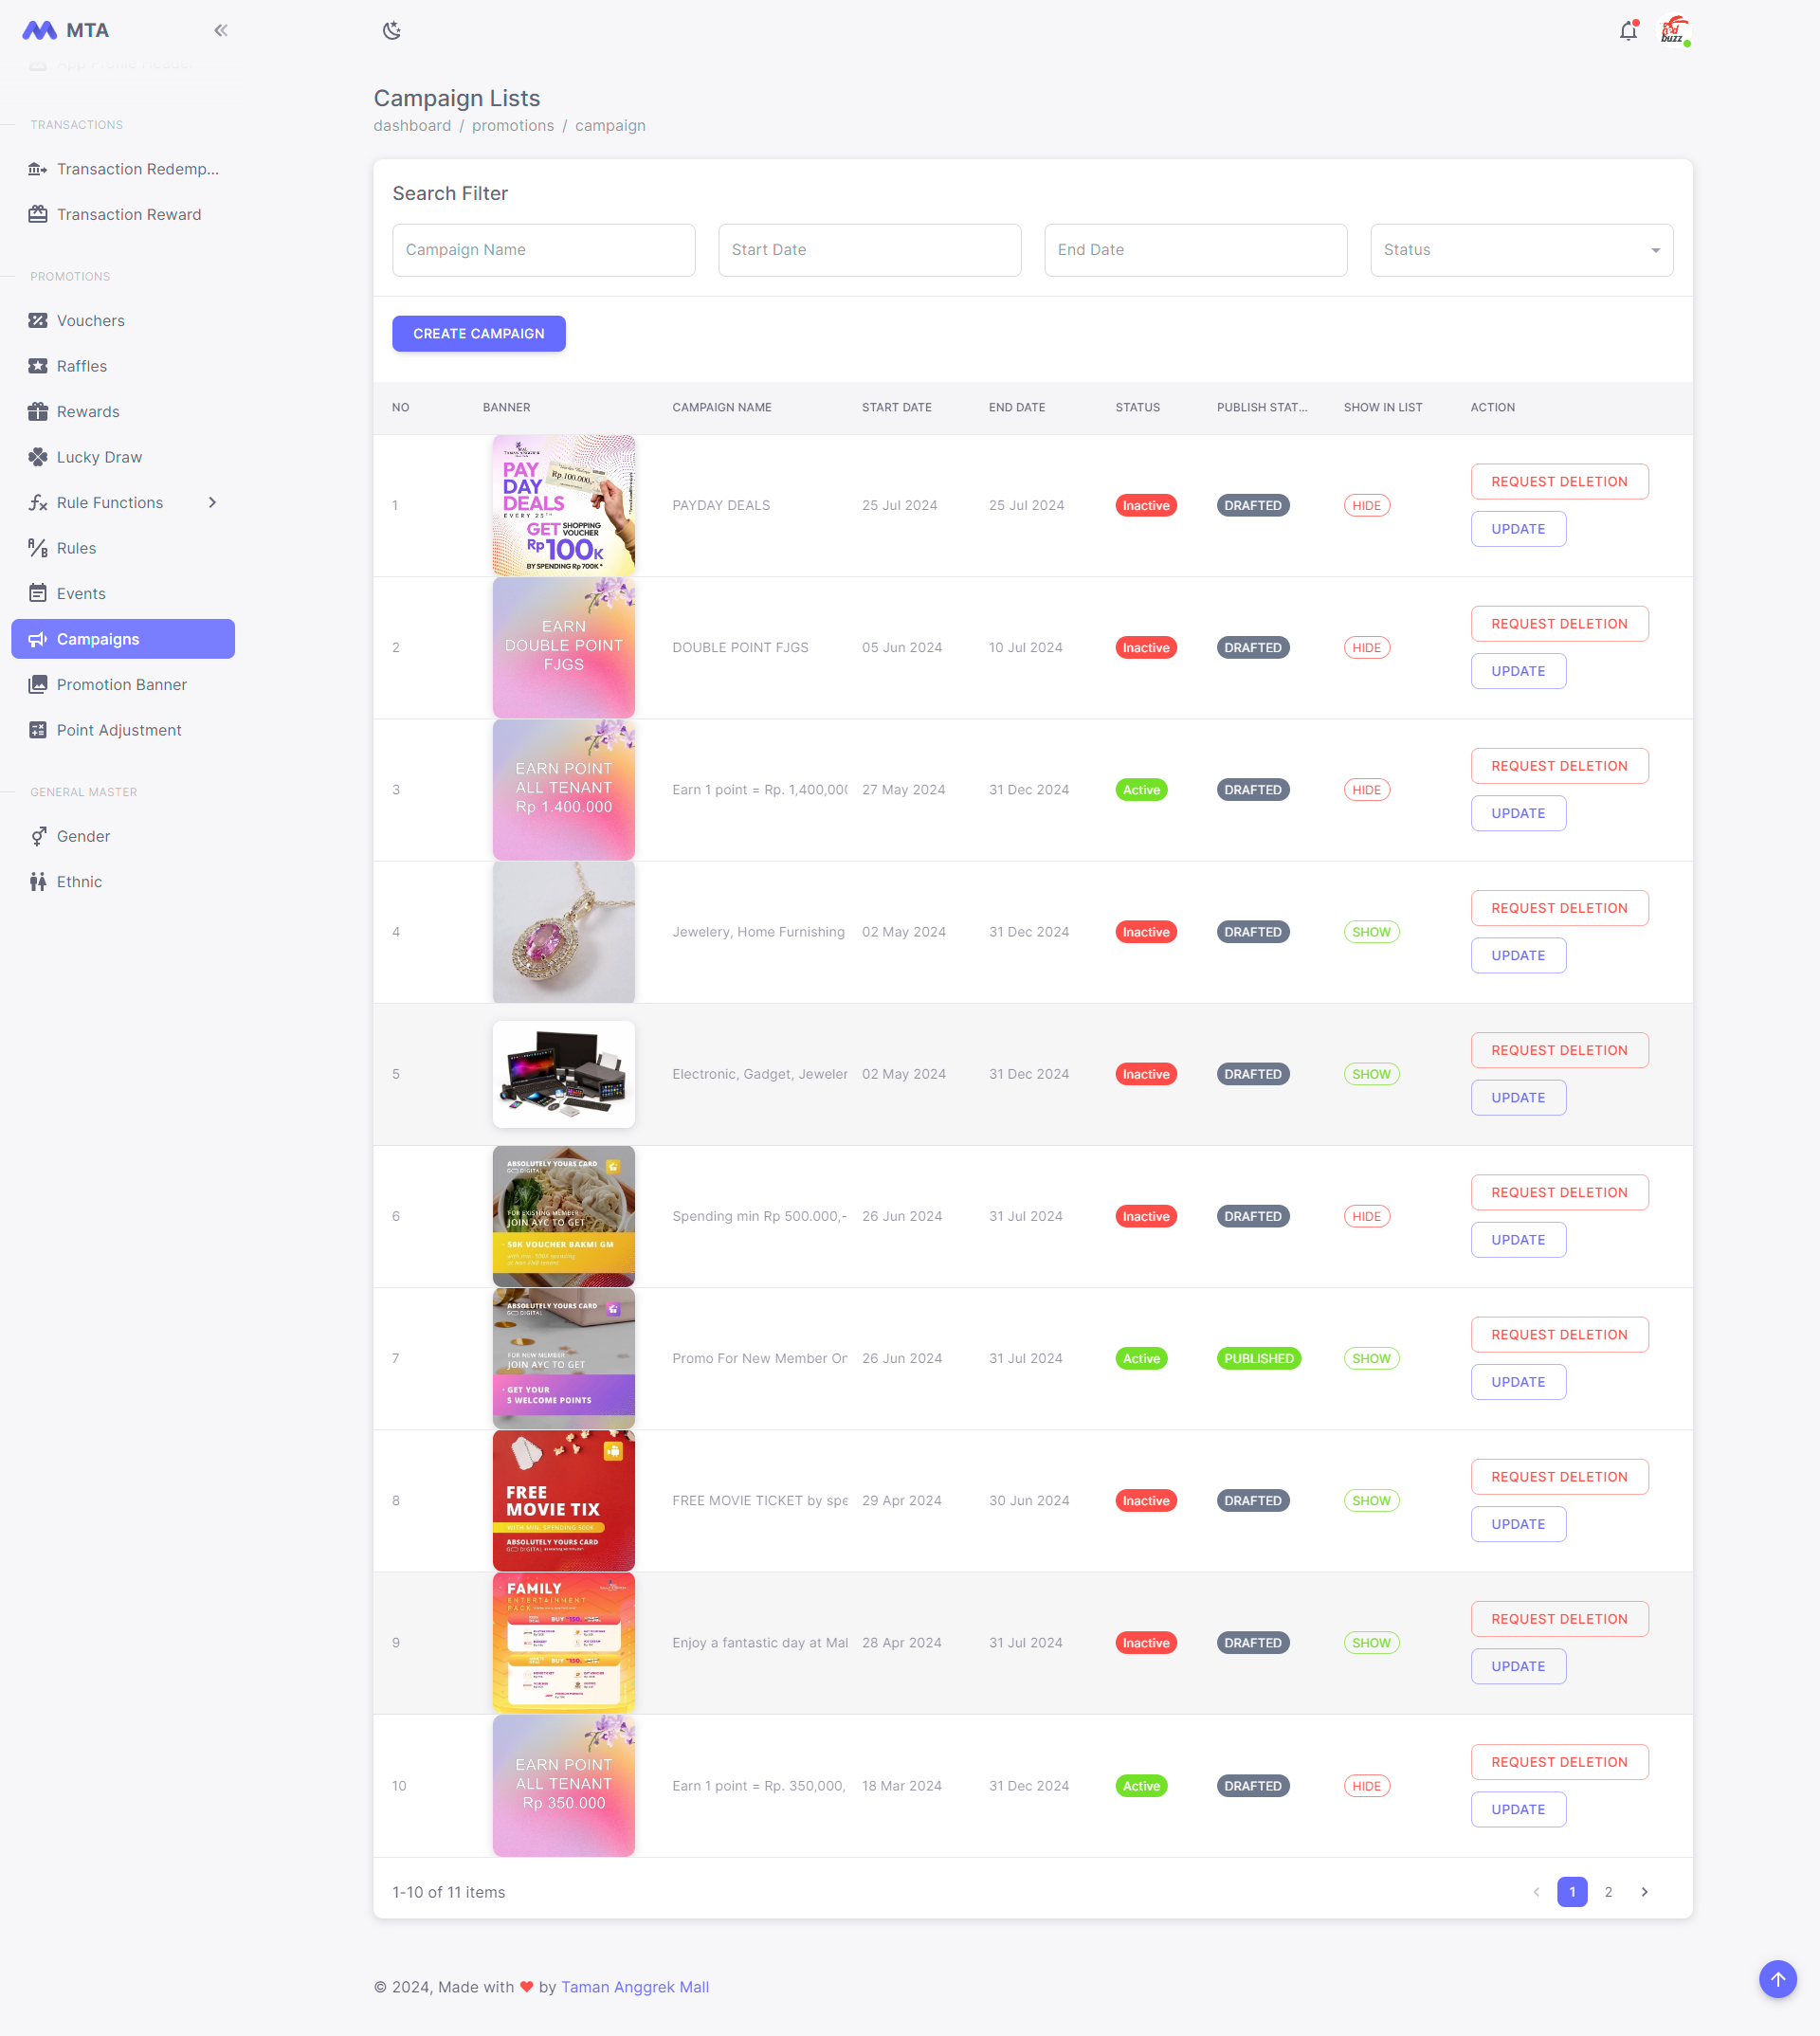 MTA
App Profile Header
TRANSACTIONS
Transaction Redemp...
Transaction Reward
PROMOTIONS
Vouchers
Raffles
Rewards
Lucky Draw
Rule Functions
Rules
Events
Campaigns
Promotion Banner
Point Adjustment
GENERAL MASTER
Gender
Ethnic
Campaign Lists
dashboard / promotions / campaign
Search Filter
Campaign Name Start Date End Date Status
CREATE CAMPAIGN
NO BANNER CAMPAIGN NAME START DATE END DATE STATUS PUBLISH STAT... SHOW IN LIST ACTION
TAMAN ANGGREK
PAY
DAY
DEALS
EVERY 25TH
Rp 100.000,-
GET SHOPPING VOUCHER
Rp100K
BY SPENDING Rp 700K*
1 PAYDAY DEALS 25 Jul 2024 25 Jul 2024 Inactive DRAFTED HIDE
REQUEST DELETION
UPDATE
EARN
DOUBLE POINT
FJGS
2 DOUBLE POINT FJGS 05 Jun 2024 10 Jul 2024 Inactive DRAFTED HIDE
REQUEST DELETION
UPDATE
EARN POINT
ALL TENANT
Rp 1.400.000
3 Earn 1 point = Rp. 1,400,000 27 May 2024 31 Dec 2024 Active DRAFTED HIDE
REQUEST DELETION
UPDATE
4 Jewelery, Home Furnishing 02 May 2024 31 Dec 2024 Inactive DRAFTED SHOW
REQUEST DELETION
UPDATE
5 Electronic, Gadget, Jeweler 02 May 2024 31 Dec 2024 Inactive DRAFTED SHOW
REQUEST DELETION
UPDATE
ABSOLUTELY YOURS CARD
DIGITAL
FOR EXISTING MEMBER
JOIN AYC TO GET
· 50K VOUCHER BAKMI GM
6 Spending min Rp 500.000,- 26 Jun 2024 31 Jul 2024 Inactive DRAFTED HIDE
REQUEST DELETION
UPDATE
ABSOLUTELY YOURS CARD
DIGITAL
FOR NEW MEMBER
JOIN AYC TO GET
· GET YOUR
5 WELCOME POINTS
7 Promo For New Member On 26 Jun 2024 31 Jul 2024 Active PUBLISHED SHOW
REQUEST DELETION
UPDATE
FREE
MOVIE TIX
WITH MIN. SPENDING 500K
ABSOLUTELY YOURS CARD
DIGITAL
8 FREE MOVIE TICKET by spe 29 Apr 2024 30 Jun 2024 Inactive DRAFTED SHOW
REQUEST DELETION
UPDATE
FAMILY
ENTERTAINMENT
PACK
BUY
BUY
9 Enjoy a fantastic day at Mal 28 Apr 2024 31 Jul 2024 Inactive DRAFTED SHOW
REQUEST DELETION
UPDATE
EARN POINT
ALL TENANT
Rp 350.000
10 Earn 1 point = Rp. 350,000, 18 Mar 2024 31 Dec 2024 Active DRAFTED HIDE
REQUEST DELETION
UPDATE
1-10 of 11 items
1 2
© 2024, Made with ❤ by Taman Anggrek Mall